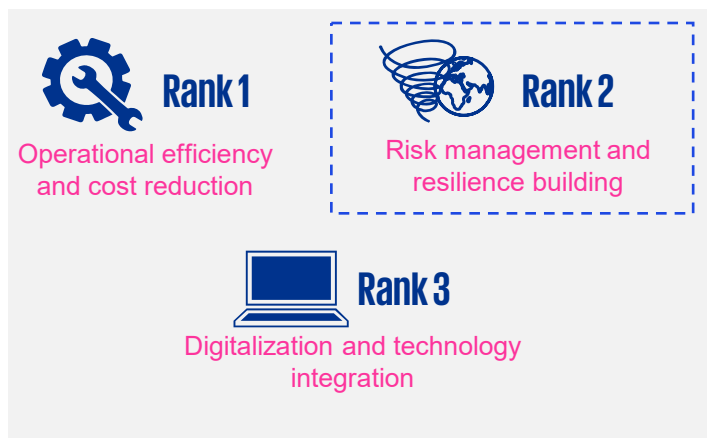 Rank 1
Operational efficiency
and cost reduction
Rank 2
Risk management and
resilience building
Rank 3
Digitalization and technology
integration